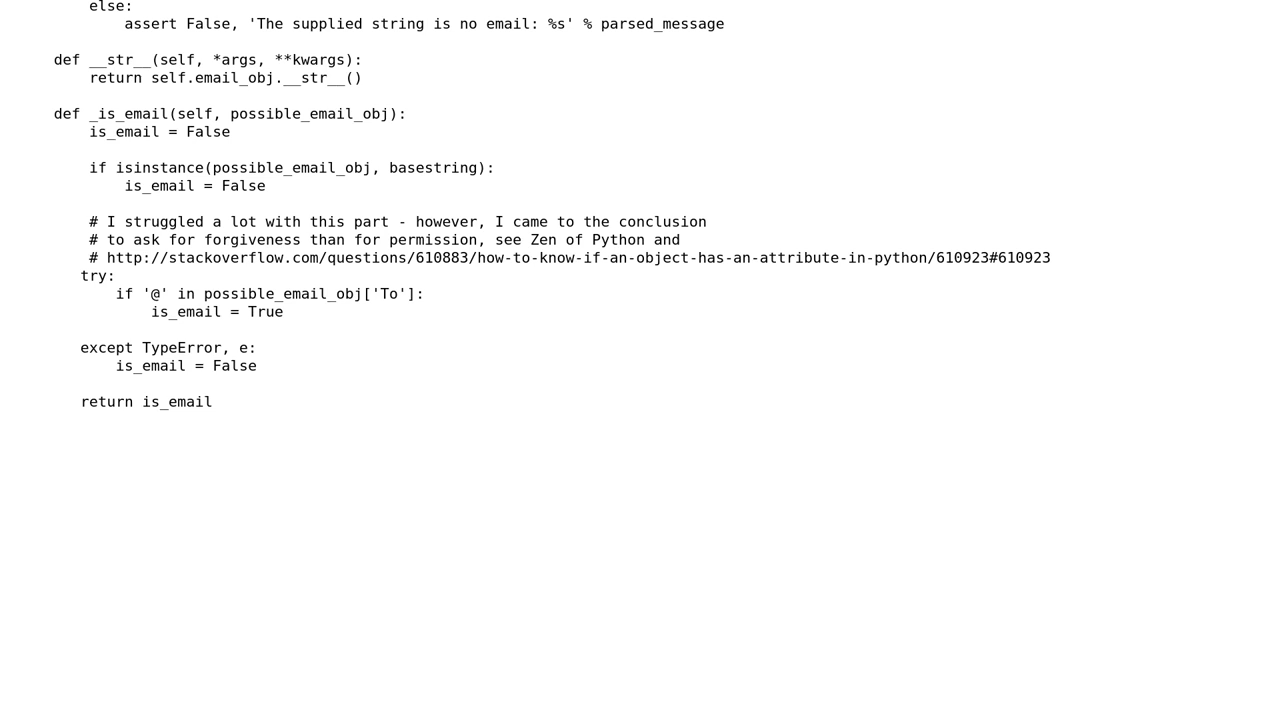 else:
assert False, 'The supplied string is no email: %s' % parsed_message
def __str__(self, *args, **kwargs):
return self.email_obj.__str__()
def _is_email(self, possible_email_obj):
is_email = False
if isinstance(possible_email_obj, basestring):
is_email = False
# I struggled a lot with this part - however, I came to the conclusion
# to ask for forgiveness than for permission, see Zen of Python and
# http://stackoverflow.com/questions/610883/how-to-know-if-an-object-has-an-attribute-in-python/610923#610923
try:
if '@' in possible_email_obj['To']:
is_email = True
except TypeError, e:
is_email = False
return is_email